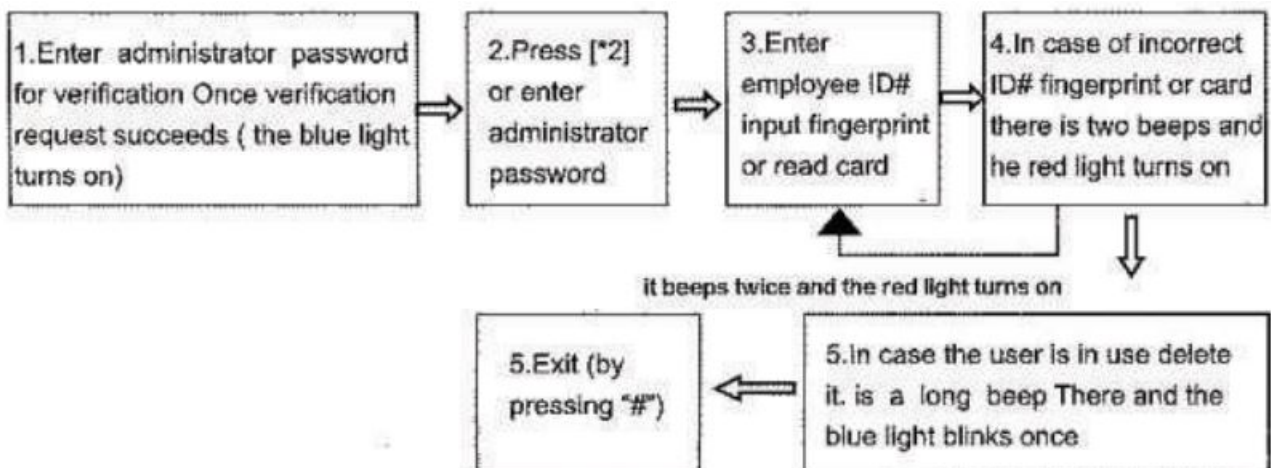 1.Enter administrator password
for verification Once verification
request succeeds ( the blue light
turns on)
2.Press [*2]
or enter
administrator
password
3.Enter
employee ID#
input fingerprint
or read card
4.In case of incorrect
ID# fingerprint or card
there is two beeps and
he red light turns on
it beeps twice and the red light turns on
5.In case the user is in use delete
it. is a long beep There and the
blue light blinks once
5.Exit (by
pressing "#")